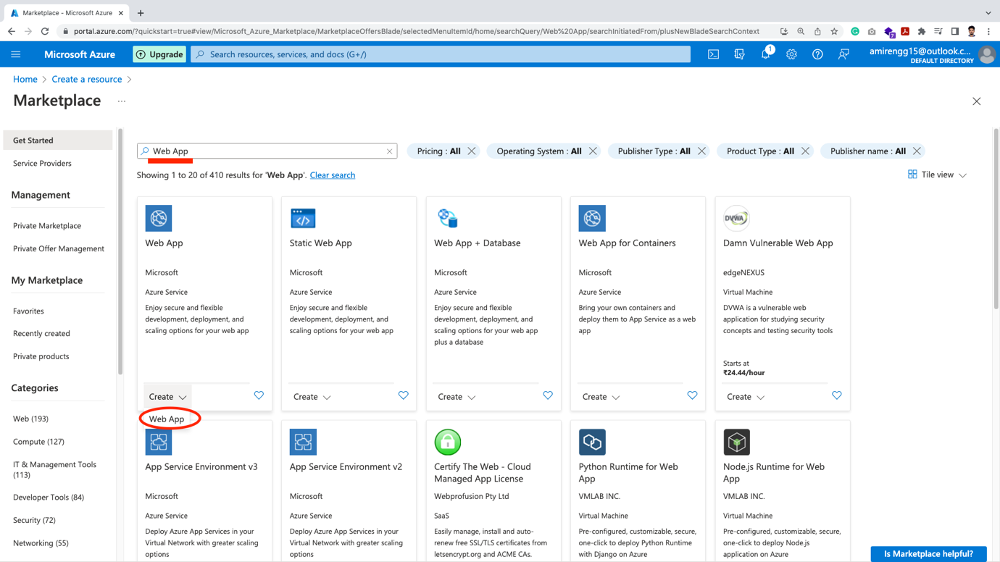 Marketplace - Microsoft Azure
portal.azure.com/?quickstart=true#view/Microsoft_Azure_Marketplace/MarketplaceOffersBlade/selectedMenuItemId/home/searchQuery/Web%20App/searchInitiatedFrom/plusNewBladeSearchContext
7
Microsoft Azure
Upgrade
Search resources, services, and docs (G+/)
1
amirengg15@outlook.c...
DEFAULT DIRECTORY
Home > Create a resource >
Marketplace ...
Get Started
Service Providers
Management
Private Marketplace
Private Offer Management
My Marketplace
Favorites
Recently created
Private products
Categories
Web (193)
Compute (127)
IT & Management Tools
(113)
Developer Tools (84)
Security (72)
Networking (55)
Web App
Pricing : All
Operating System : All
Publisher Type : All
Product Type : All
Publisher name : All
Showing 1 to 20 of 410 results for 'Web App'. Clear search
Tile view
Web App
Microsoft
Azure Service
Enjoy secure and flexible
development, deployment, and
scaling options for your web app
Create
Web App
Static Web App
Microsoft
Azure Service
Enjoy secure and flexible
development, deployment, and
scaling options for your web app
Create
Web App + Database
Microsoft
Azure Service
Enjoy secure and flexible
development, deployment, and
scaling options for your web app
plus a database
Create
Web App for Containers
Microsoft
Azure Service
Bring your own containers and
deploy them to App Service as a web
app
Create
DVWA
Damn Vulnerable Web App
edgeNEXUS
Virtual Machine
DVWA is a vulnerable web
application for studying security
concepts and testing security tools
Starts at
₹24.44/hour
Create
App Service Environment v3
Microsoft
Azure Service
Deploy Azure App Services in your
Virtual Network with greater scaling
options
App Service Environment v2
Microsoft
Azure Service
Deploy Azure App Services in your
Virtual Network with greater scaling
options
Certify The Web - Cloud
Managed App License
Webprofusion Pty Ltd
SaaS
Easily manage, install and auto-
renew free SSL/TLS certificates from
letsencrypt.org and ACME CAs.
Python Runtime for Web
App
VMLAB INC.
Virtual Machine
Pre-configured, customizable, secure,
one-click to deploy Python Runtime
with Django on Azure
Node.js Runtime for Web
App
VMLAB INC.
Virtual Machine
Pre-configured, customizable, secure,
one-click to deploy Node.js
application on Azure
Is Marketplace helpful?